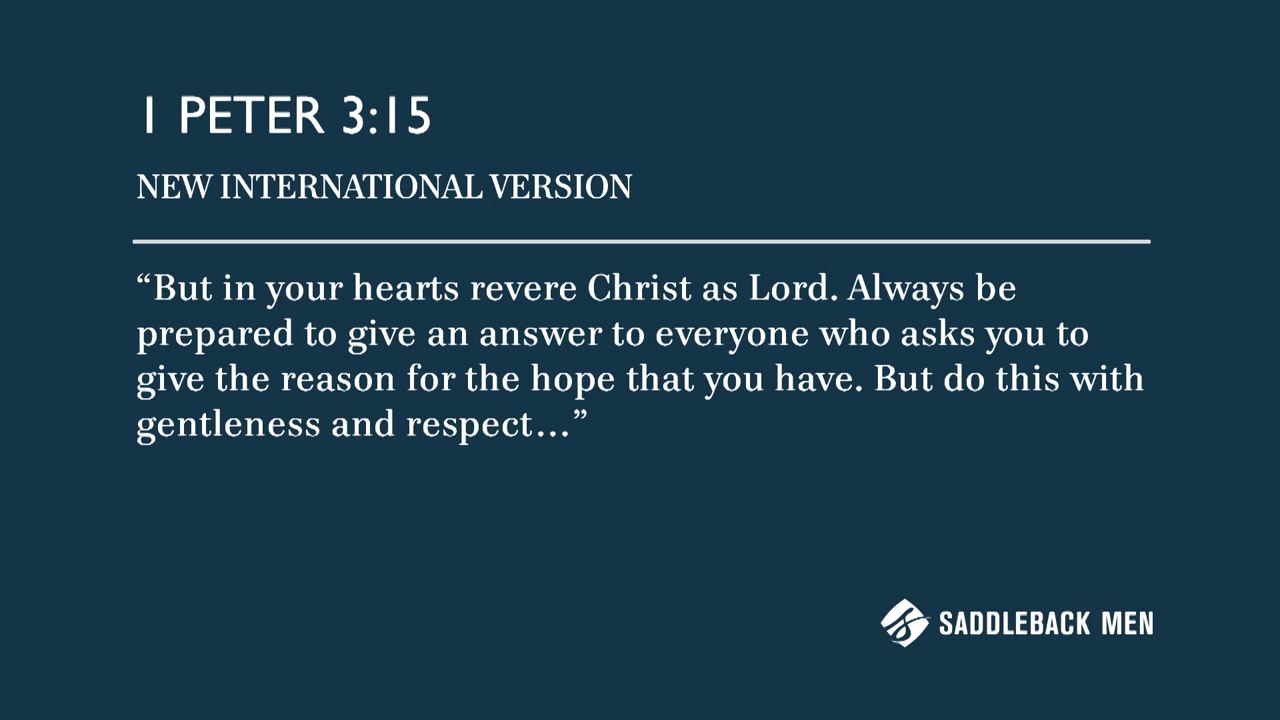 1 PETER 3:15
NEW INTERNATIONAL VERSION
“But in your hearts revere Christ as Lord. Always be
prepared to give an answer to everyone who asks you to
give the reason for the hope that you have. But do this with
gentleness and respect…”
SADDLEBACK MEN